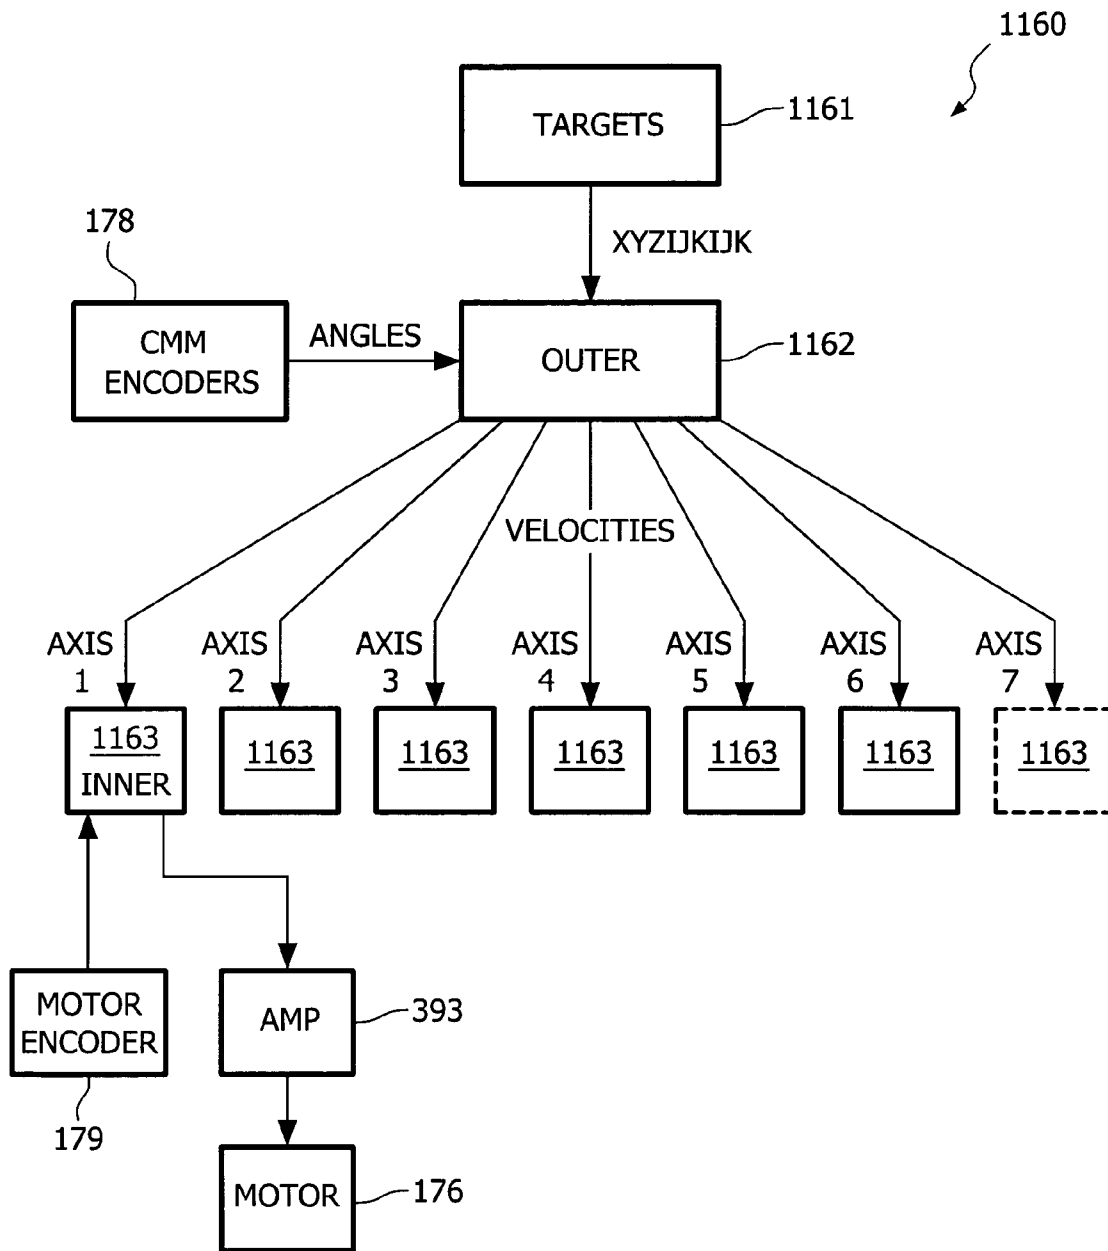 1160
TARGETS
1161
XYZIJKIJK
178
CMM
ENCODERS
ANGLES
OUTER
1162
VELOCITIES
AXIS
1
AXIS
2
AXIS
3
AXIS
4
AXIS
5
AXIS
6
AXIS
7
1163
INNER
1163
1163
1163
1163
1163
1163
MOTOR
ENCODER
179
AMP
393
MOTOR
176